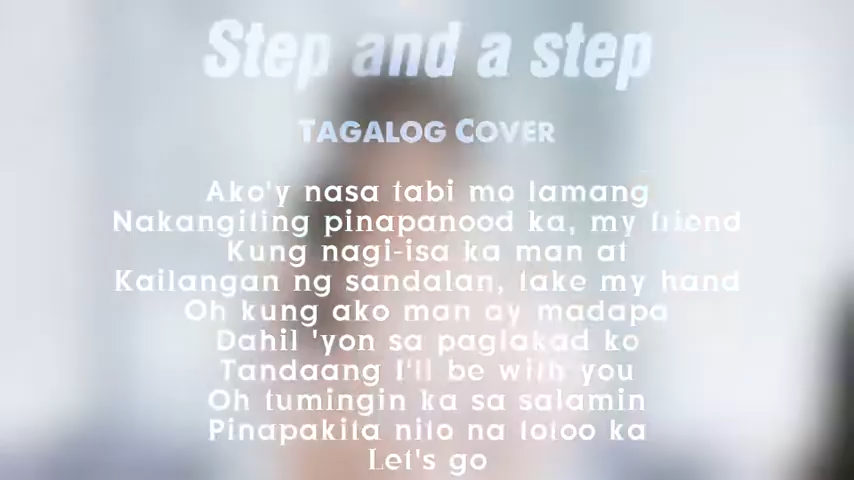 Step and a step
TAGALOG COVER
Ako'y nasa tabi mo lamang
Nakangiting pinapanood ka, my friend
Kung nagi-isa ka man at
Kailangan ng sandalan, take my hand
Oh kung ako man ay madapa
Dahil 'yon sa paglakad ko
Tandaang I'll be with you
Oh tumingin ka sa salamin
Pinapakita nito na totoo ka
Let's go